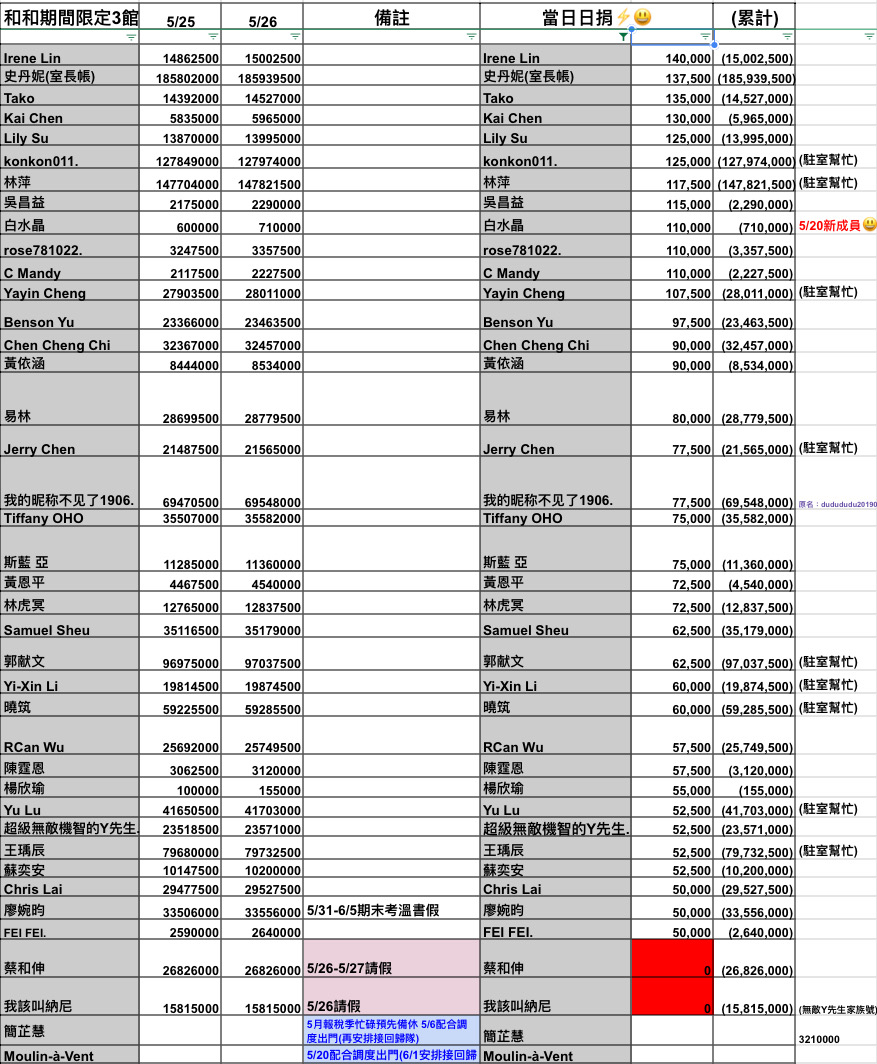 和和期間限定3館 5/25 5/26 備註 當日日捐⚡😃 (累計)
Irene Lin 14862500 15002500 Irene Lin 140,000 (15,002,500)
史丹妮(室長帳) 185802000 185939500 史丹妮(室長帳) 137,500 (185,939,500)
Tako 14392000 14527000 Tako 135,000 (14,527,000)
Kai Chen 5835000 5965000 Kai Chen 130,000 (5,965,000)
Lily Su 13870000 13995000 Lily Su 125,000 (13,995,000)
konkon011. 127849000 127974000 konkon011. 125,000 (127,974,000) (駐室幫忙)
林萍 147704000 147821500 林萍 117,500 (147,821,500) (駐室幫忙)
吳昌益 2175000 2290000 吳昌益 115,000 (2,290,000)
白水晶 600000 710000 白水晶 110,000 (710,000) 5/20新成員😃
rose781022. 3247500 3357500 rose781022. 110,000 (3,357,500)
C Mandy 2117500 2227500 C Mandy 110,000 (2,227,500)
Yayin Cheng 27903500 28011000 Yayin Cheng 107,500 (28,011,000) (駐室幫忙)
Benson Yu 23366000 23463500 Benson Yu 97,500 (23,463,500)
Chen Cheng Chi 32367000 32457000 Chen Cheng Chi 90,000 (32,457,000)
黃依涵 8444000 8534000 黃依涵 90,000 (8,534,000)
易林 28699500 28779500 易林 80,000 (28,779,500)
Jerry Chen 21487500 21565000 Jerry Chen 77,500 (21,565,000) (駐室幫忙)
我的昵称不见了1906. 69470500 69548000 我的昵称不见了1906. 77,500 (69,548,000) 原名：dudududu20190
Tiffany OHO 35507000 35582000 Tiffany OHO 75,000 (35,582,000)
斯藍 亞 11285000 11360000 斯藍 亞 75,000 (11,360,000)
黃恩平 4467500 4540000 黃恩平 72,500 (4,540,000)
林虎冥 12765000 12837500 林虎冥 72,500 (12,837,500)
Samuel Sheu 35116500 35179000 Samuel Sheu 62,500 (35,179,000)
郭献文 96975000 97037500 郭献文 62,500 (97,037,500) (駐室幫忙)
Yi-Xin Li 19814500 19874500 Yi-Xin Li 60,000 (19,874,500) (駐室幫忙)
曉筑 59225500 59285500 曉筑 60,000 (59,285,500) (駐室幫忙)
RCan Wu 25692000 25749500 RCan Wu 57,500 (25,749,500)
陳霆恩 3062500 3120000 陳霆恩 57,500 (3,120,000)
楊欣瑜 100000 155000 楊欣瑜 55,000 (155,000)
Yu Lu 41650500 41703000 Yu Lu 52,500 (41,703,000) (駐室幫忙)
超級無敵機智的Y先生. 23518500 23571000 超級無敵機智的Y先生. 52,500 (23,571,000)
王瑀辰 79680000 79732500 王瑀辰 52,500 (79,732,500) (駐室幫忙)
蘇奕安 10147500 10200000 蘇奕安 52,500 (10,200,000)
Chris Lai 29477500 29527500 Chris Lai 50,000 (29,527,500)
廖婉昀 33506000 33556000 5/31-6/5期末考溫書假 廖婉昀 50,000 (33,556,000)
FEI FEI. 2590000 2640000 FEI FEI. 50,000 (2,640,000)
蔡和伸 26826000 26826000 5/26-5/27請假 蔡和伸 0 (26,826,000)
我該叫納尼 15815000 15815000 5/26請假 我該叫納尼 0 (15,815,000) (無敵Y先生家族號)
簡芷慧 5月報稅季忙碌預先備休 5/6配合調 簡芷慧 3210000
度出門(再安排接回歸隊)
Moulin-à-Vent 5/20配合調度出門(6/1安排接回歸 Moulin-à-Vent